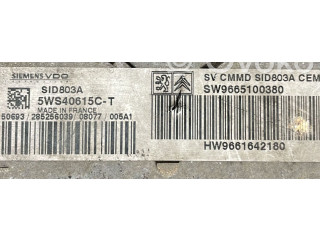 SIEMENS VDO
SID803A
5WS40615C-T
MADE IN FRANCE
50693 / 285256039 / 08077 / 005A1
SV CMMD SID803A CEM
SW9665100380
HW9661642180